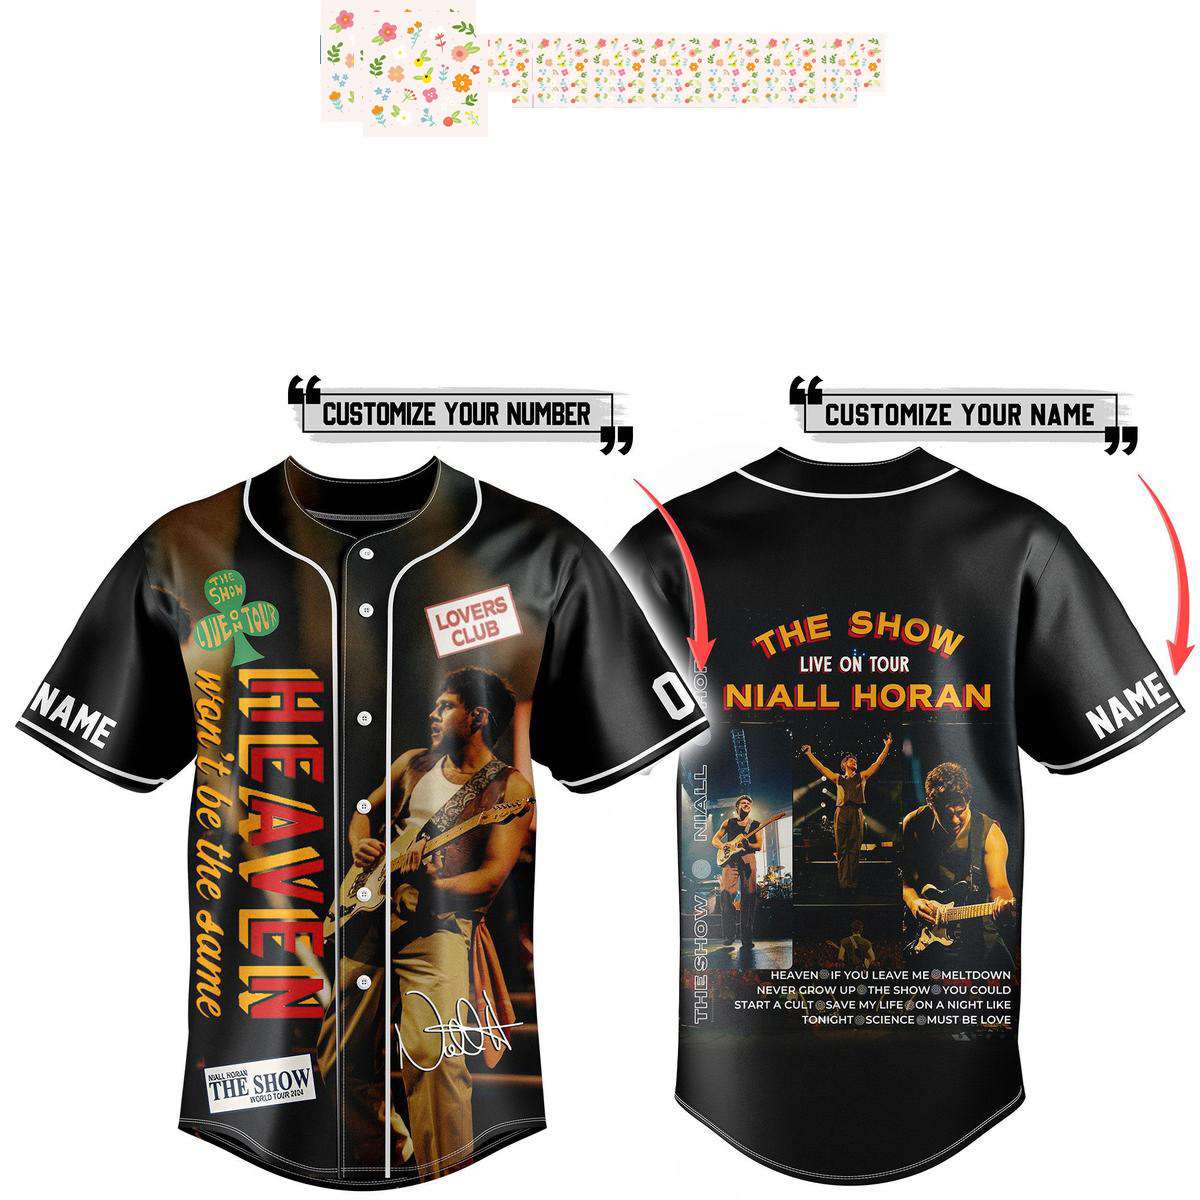 CUSTOMIZE YOUR NUMBER
CUSTOMIZE YOUR NAME
THE
SHOW
LIVE ON TOUR
LOVERS
CLUB
HEAVEN
won't be the same
NAME
0
NIALL HORAN
THE SHOW
WORLD TOUR 2024
THE SHOW
LIVE ON TOUR
NIALL HORAN
NAME
THE SHOW NIALL HOR
HEAVEN IF YOU LEAVE ME MELTDOWN
NEVER GROW UP THE SHOW YOU COULD
START A CULT SAVE MY LIFE ON A NIGHT LIKE
TONIGHT SCIENCE MUST BE LOVE